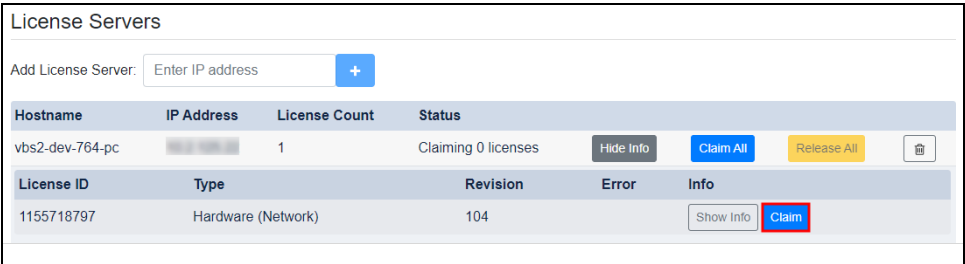 License Servers
Add License Server: Enter IP address +
Hostname IP Address License Count Status
vbs2-dev-764-pc 1 Claiming 0 licenses Hide Info Claim All Release All
License ID Type Revision Error Info
1155718797 Hardware (Network) 104 Show Info Claim